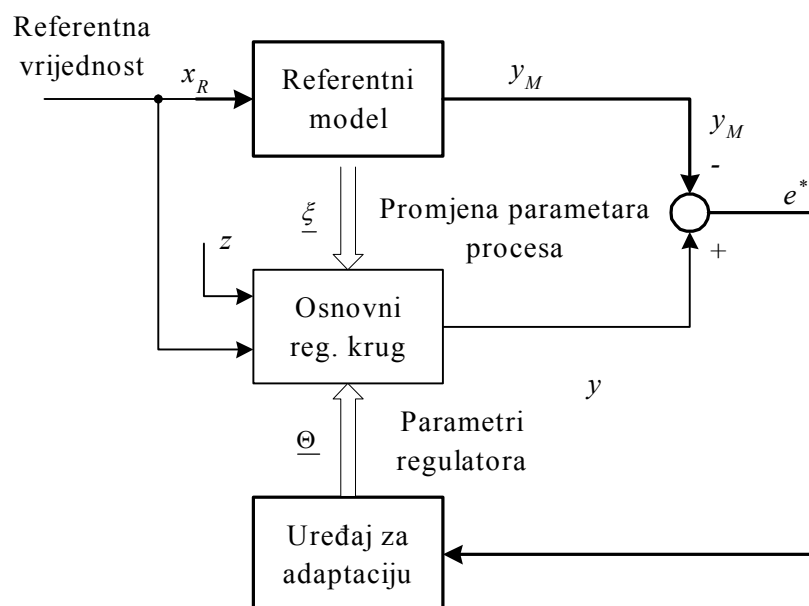 Referentna
vrijednost
x_R
Referentni
model
y_M
y_M
-
e*
ξ
Promjena parametara
procesa
+
z
Osnovni
reg. krug
y
Θ
Parametri
regulatora
Uređaj za
adaptaciju